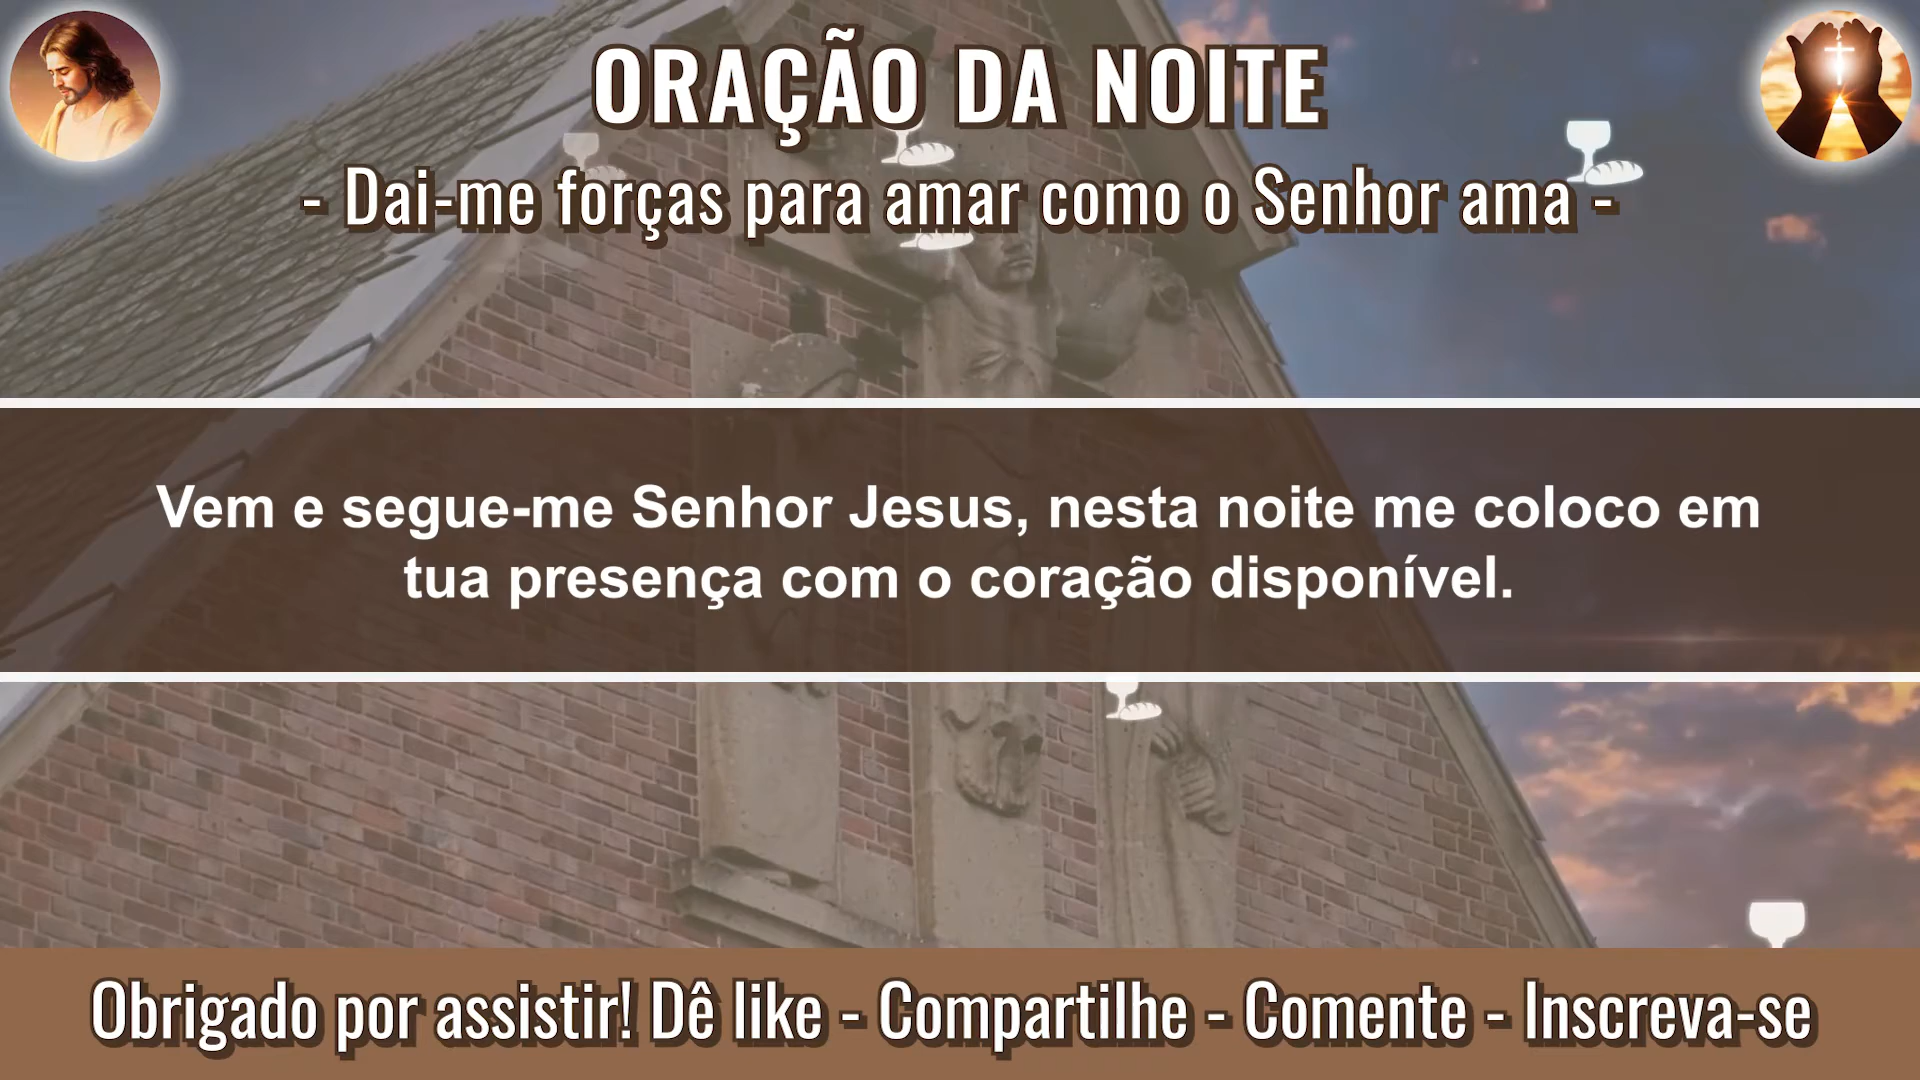 ORAÇÃO DA NOITE
- Dai-me forças para amar como o Senhor ama -
Vem e segue-me Senhor Jesus, nesta noite me coloco em
tua presença com o coração disponível.
Obrigado por assistir! Dê like - Compartilhe - Comente - Inscreva-se